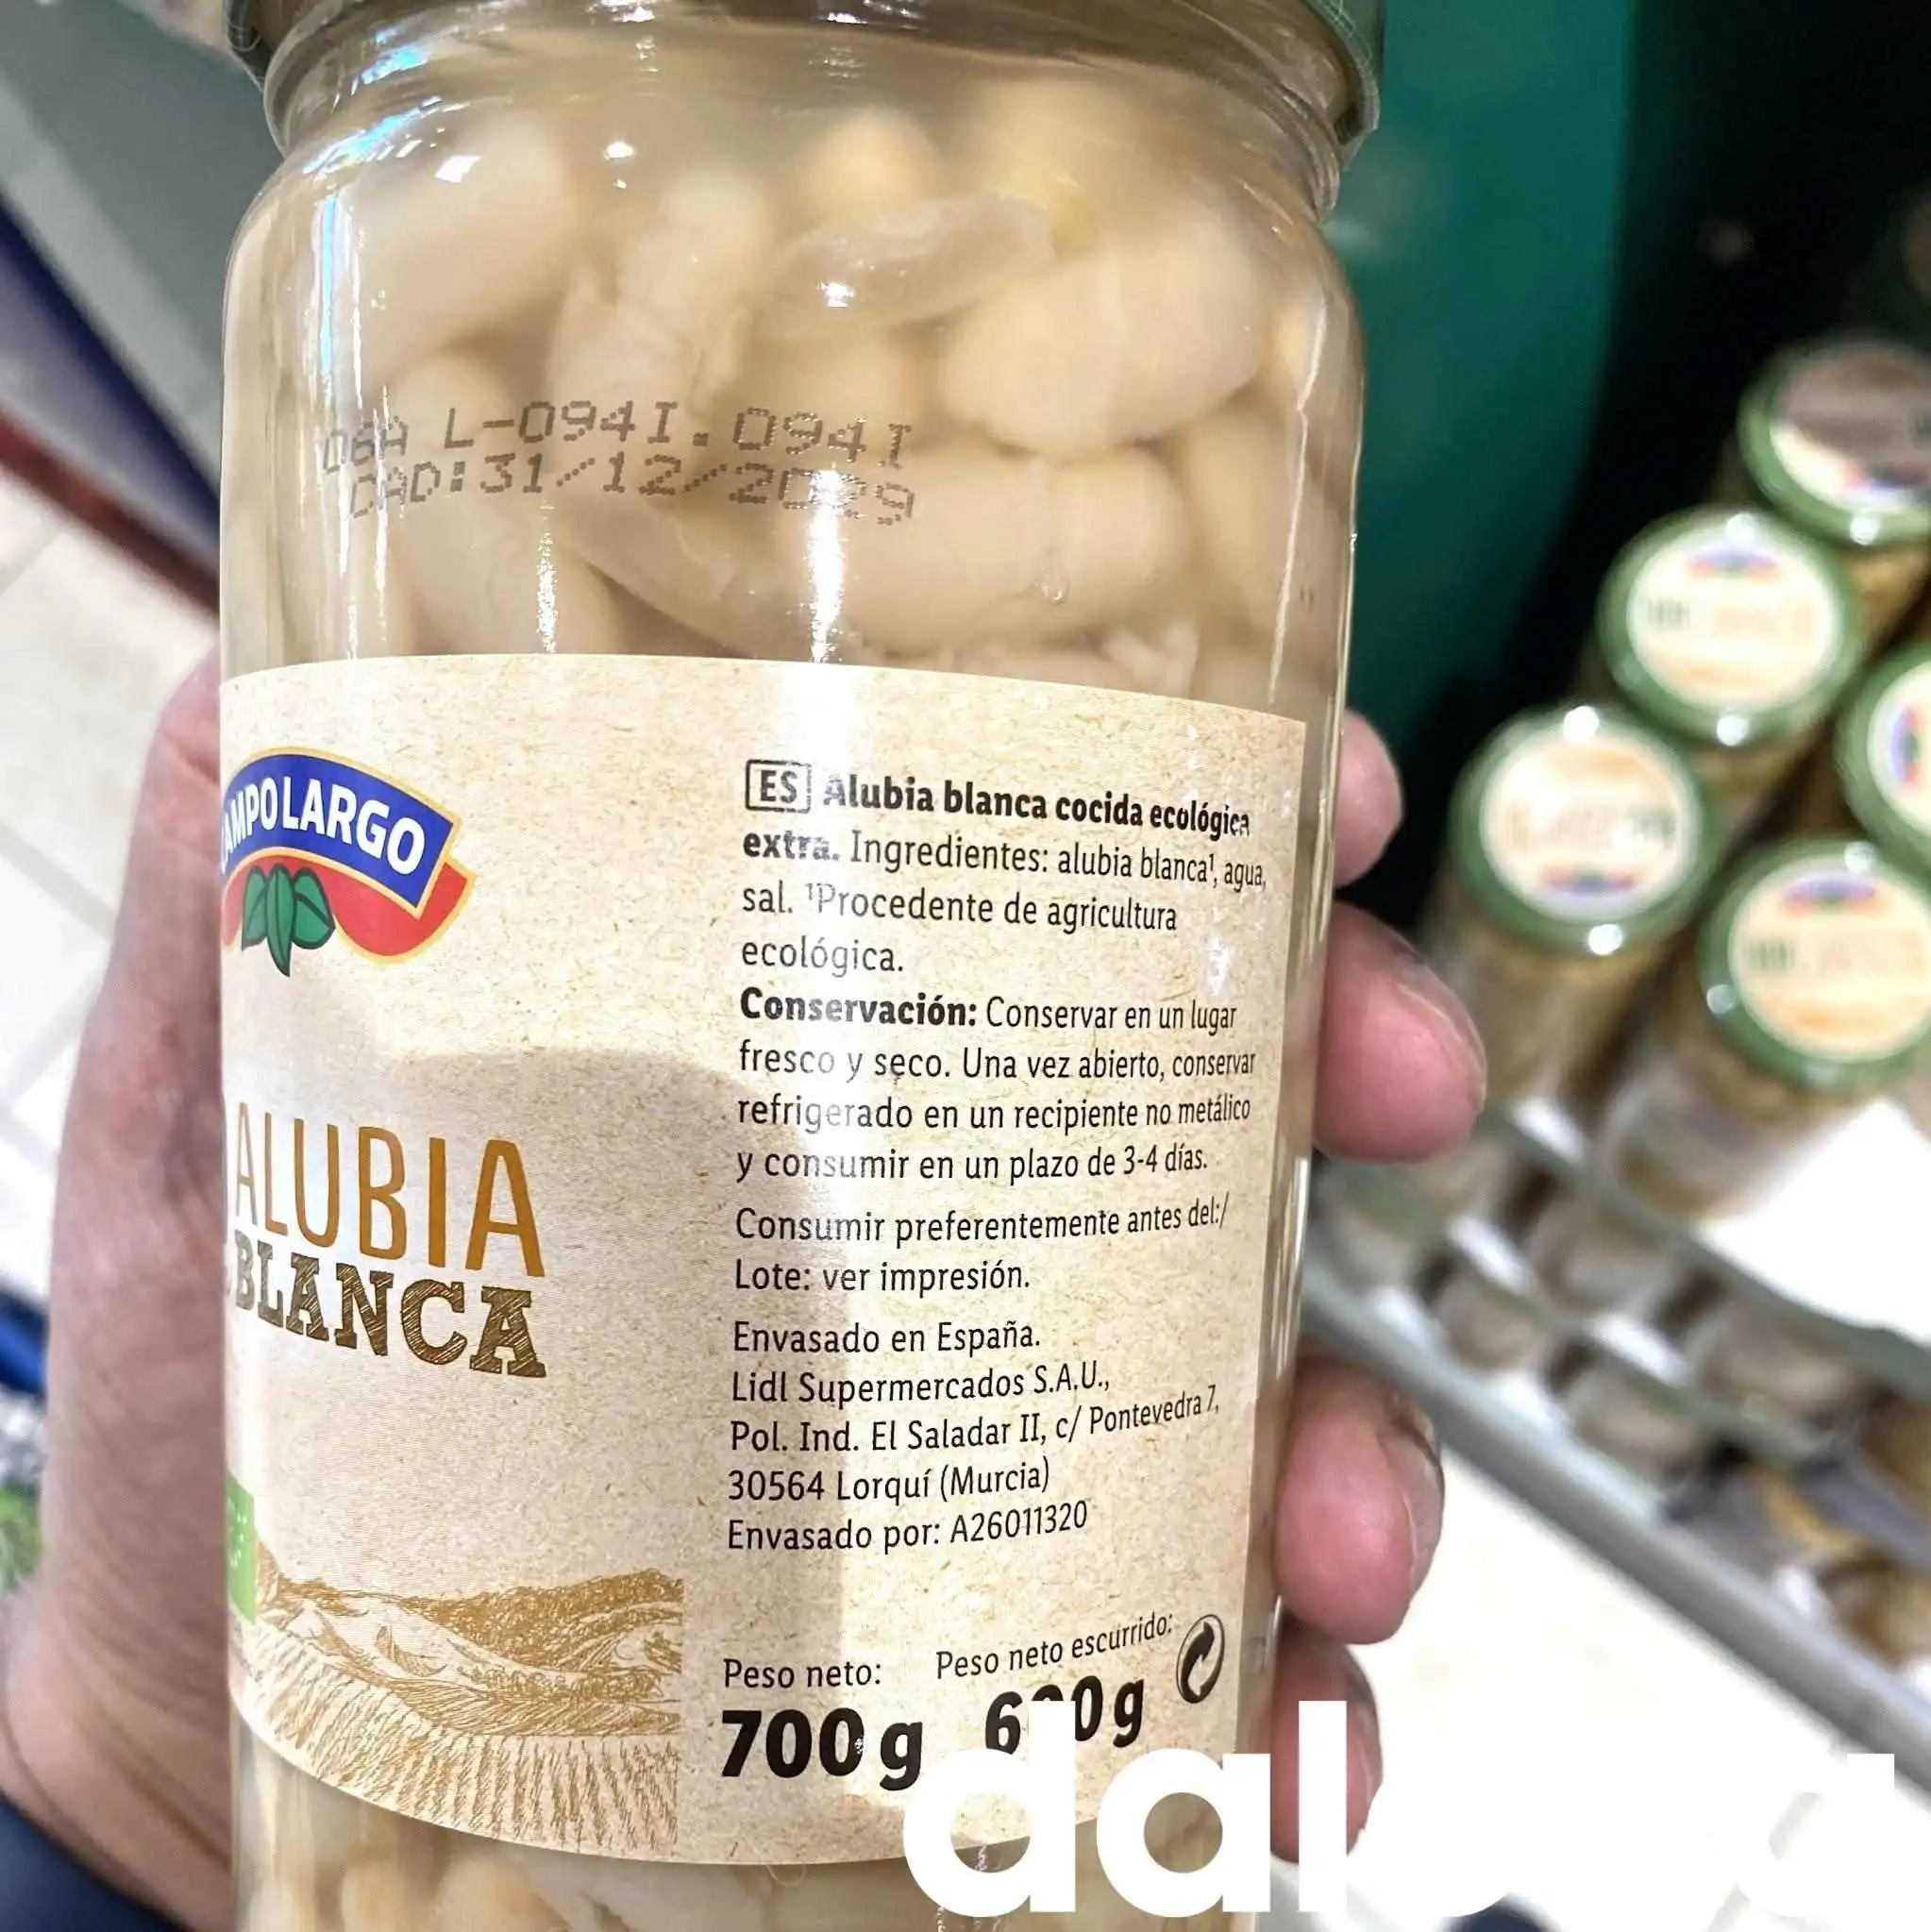 06A L-094I.094I
CAD:31/12/2029
CAMPO LARGO
ALUBIA
BLANCA
ES Alubia blanca cocida ecológica
extra. Ingredientes: alubia blanca¹, agua,
sal. ¹Procedente de agricultura
ecológica.
Conservación: Conservar en un lugar
fresco y seco. Una vez abierto, conservar
refrigerado en un recipiente no metálico
y consumir en un plazo de 3-4 días.
Consumir preferentemente antes del:/
Lote: ver impresión.
Envasado en España.
Lidl Supermercados S.A.U.,
Pol. Ind. El Saladar II, c/ Pontevedra 7,
30564 Lorquí (Murcia)
Envasado por: A26011320
Peso neto: Peso neto escurrido:
700 g